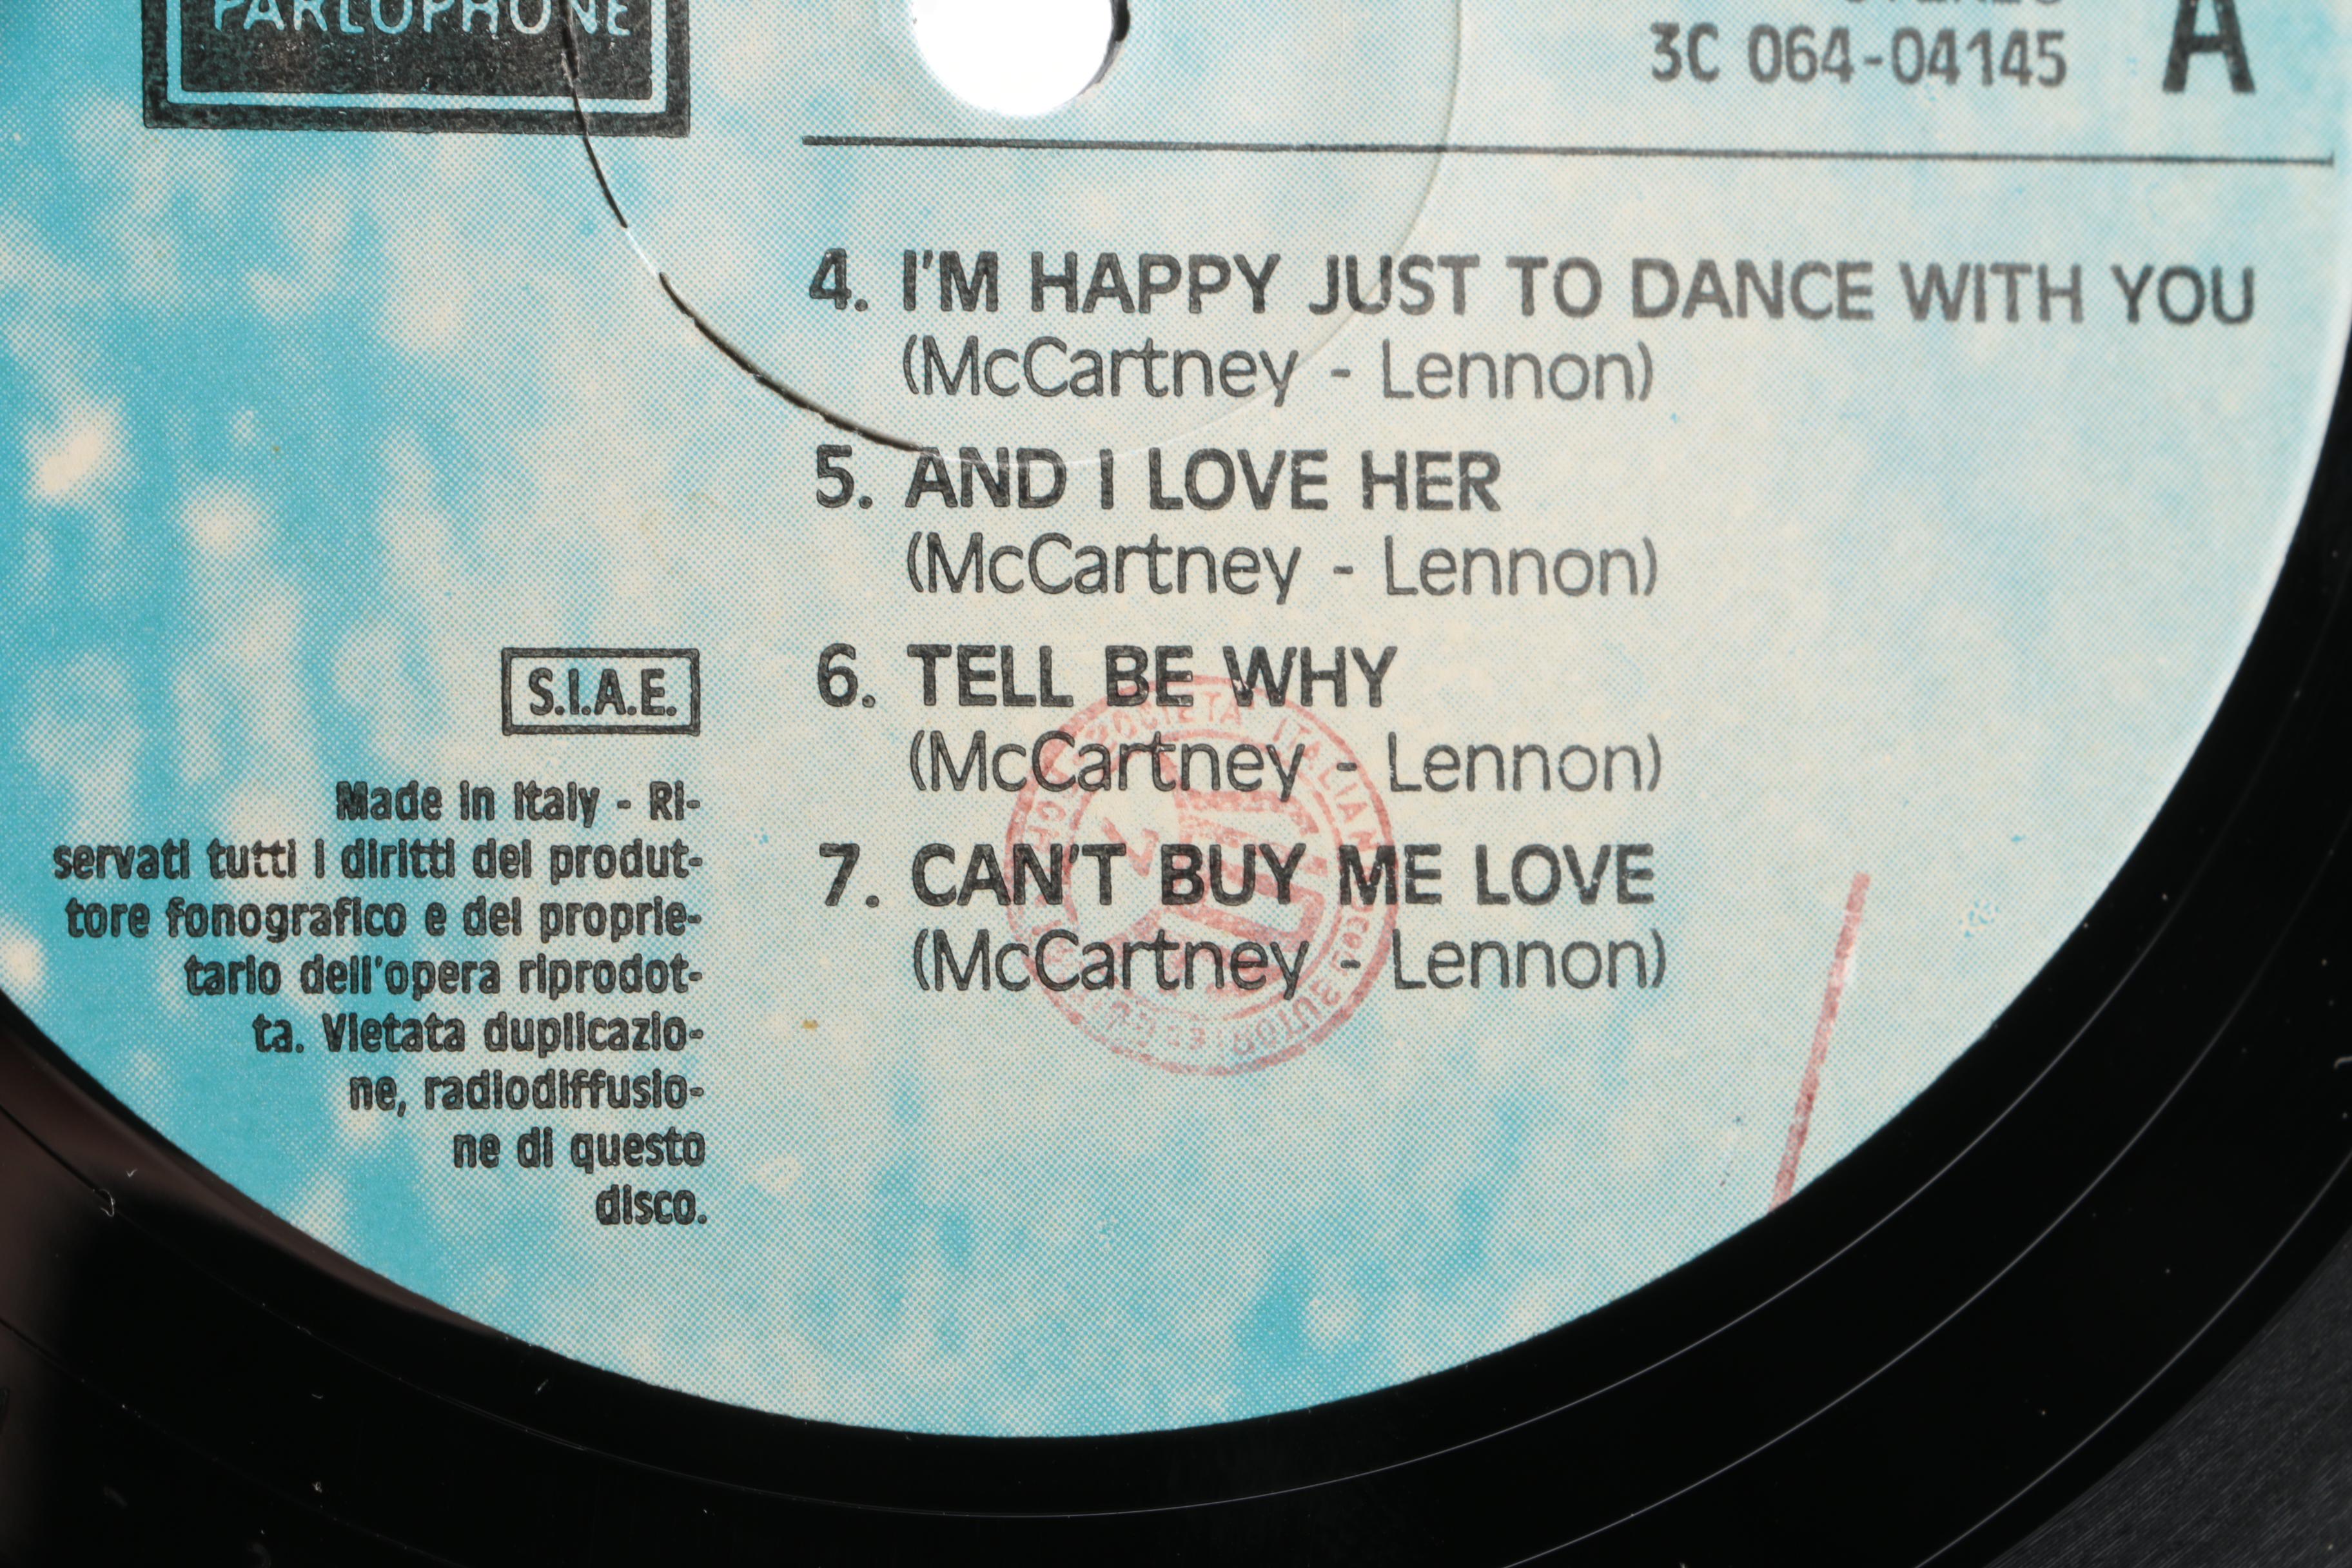 PARLOPHONE
STEREO
3C 064-04145
A
4. I'M HAPPY JUST TO DANCE WITH YOU
(McCartney - Lennon)
5. AND I LOVE HER
(McCartney - Lennon)
6. TELL BE WHY
(McCartney - Lennon)
7. CAN'T BUY ME LOVE
(McCartney - Lennon)
S.I.A.E.
Made in Italy - Ri-
servati tutti i diritti del produt-
tore fonografico e del proprie-
tario dell'opera riprodot-
ta. Vietata duplicazio-
ne, radiodiffusio-
ne di questo
disco.
SOCIETA' ITALIANA